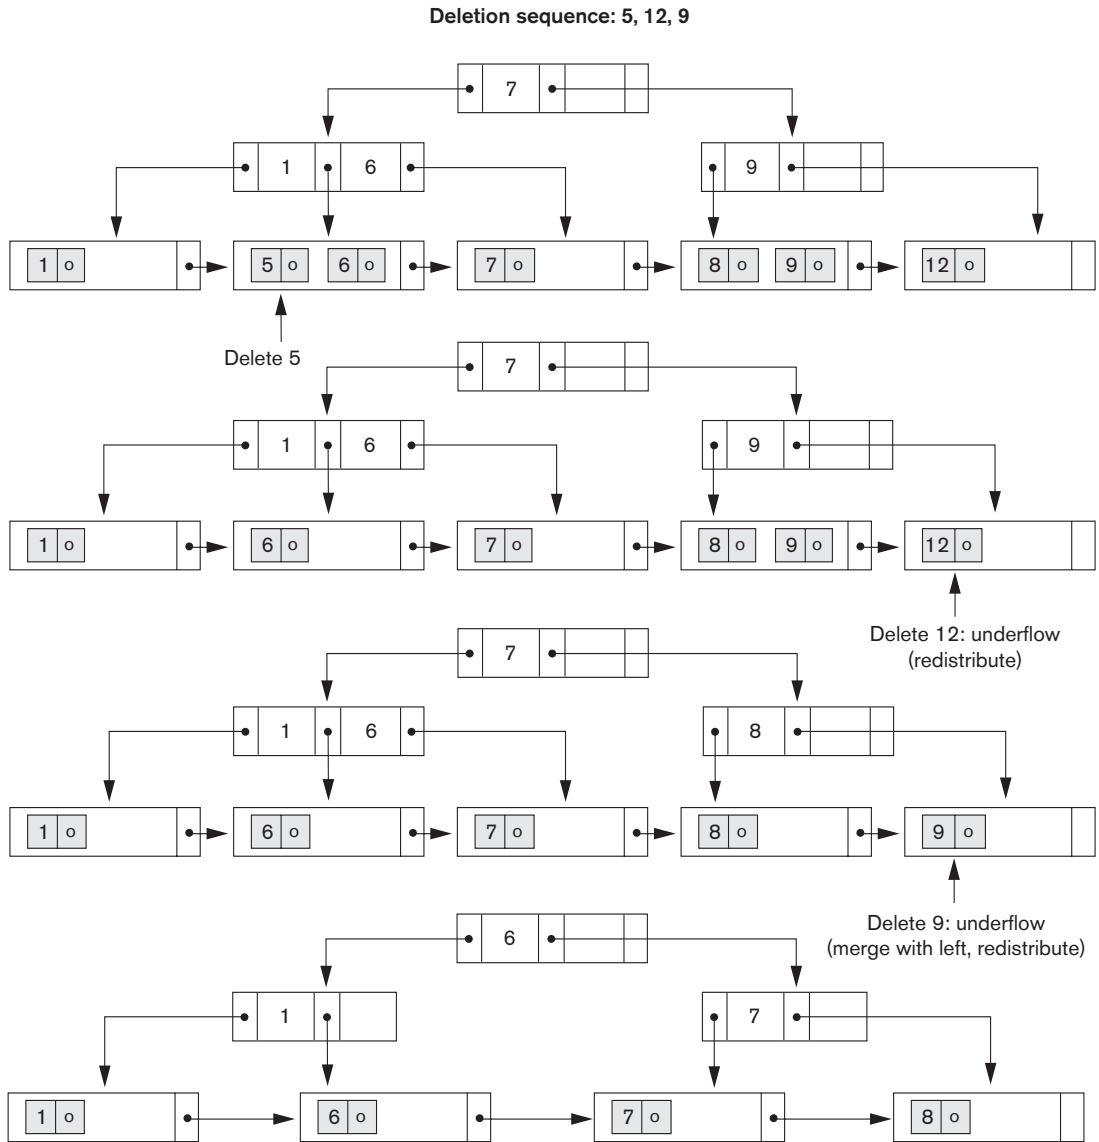 Deletion sequence: 5, 12, 9
7
1 6 9
1 o 5 o 6 o 7 o 8 o 9 o 12 o
Delete 5
7
1 6 9
1 o 6 o 7 o 8 o 9 o 12 o
Delete 12: underflow
(redistribute)
7
1 6 8
1 o 6 o 7 o 8 o 9 o
Delete 9: underflow
(merge with left, redistribute)
6
1 7
1 o 6 o 7 o 8 o